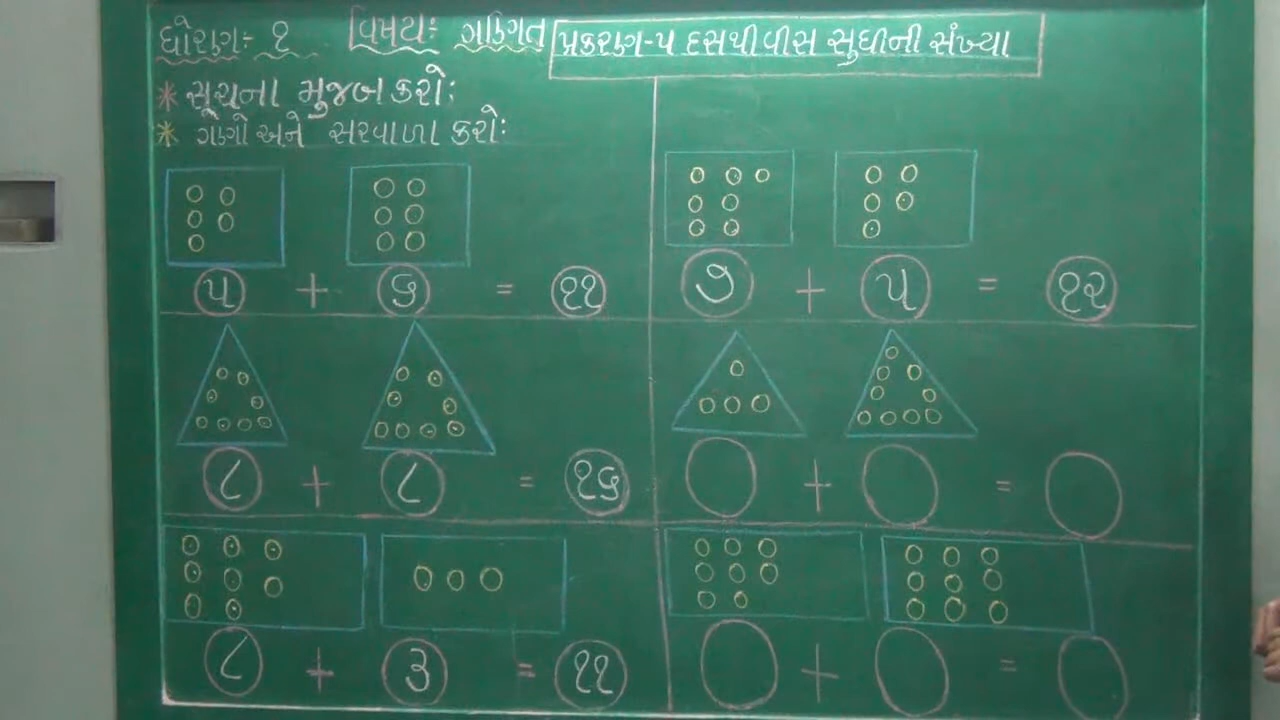 ધોરણ:- ૧ વિષય: ગણિત પ્રકરણ-૫ દસથીવીસ સુધીની સંખ્યા
* સૂચના મુજબ કરો:
* ગણો અને સરવાળા કરો:
૫ + ૬ = ૧૧ ૭ + ૫ = ૧૨
૮ + ૮ = ૧૬ + =
૮ + ૩ = ૧૧ + =